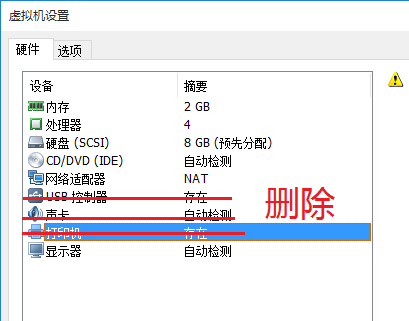 虚拟机设置
硬件 选项
设备 摘要
内存 2 GB
处理器 4
硬盘 (SCSI) 8 GB (预先分配)
CD/DVD (IDE) 自动检测
网络适配器 NAT
USB 控制器 存在
声卡 自动检测
打印机 存在
显示器 自动检测
删除